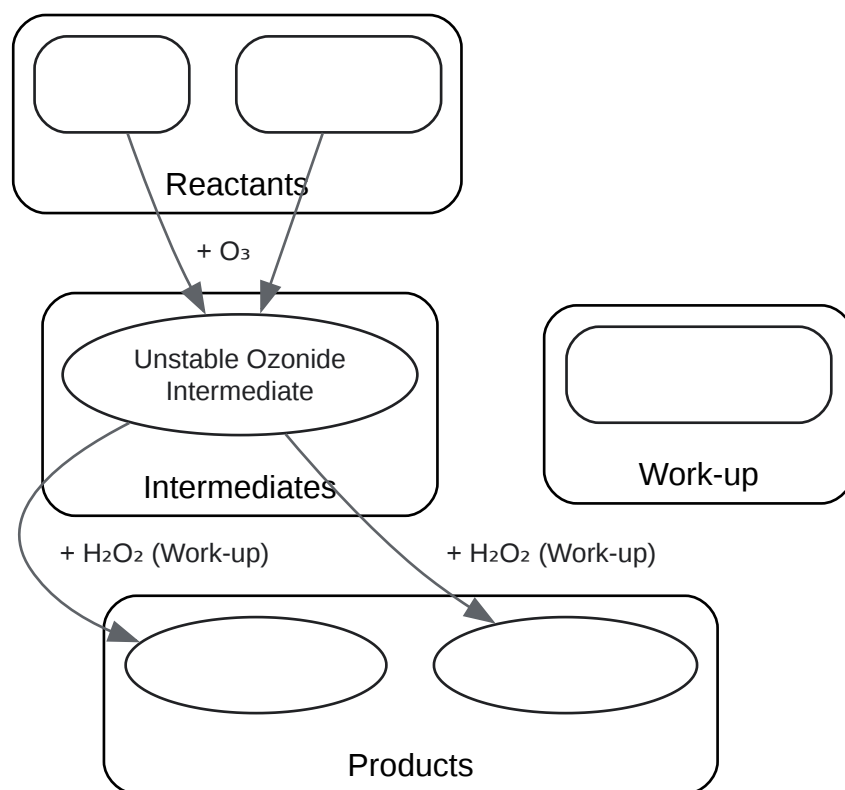 Reactants
+ O₃
Unstable Ozonide
Intermediate
Intermediates
Work-up
+ H₂O₂ (Work-up)
+ H₂O₂ (Work-up)
Products